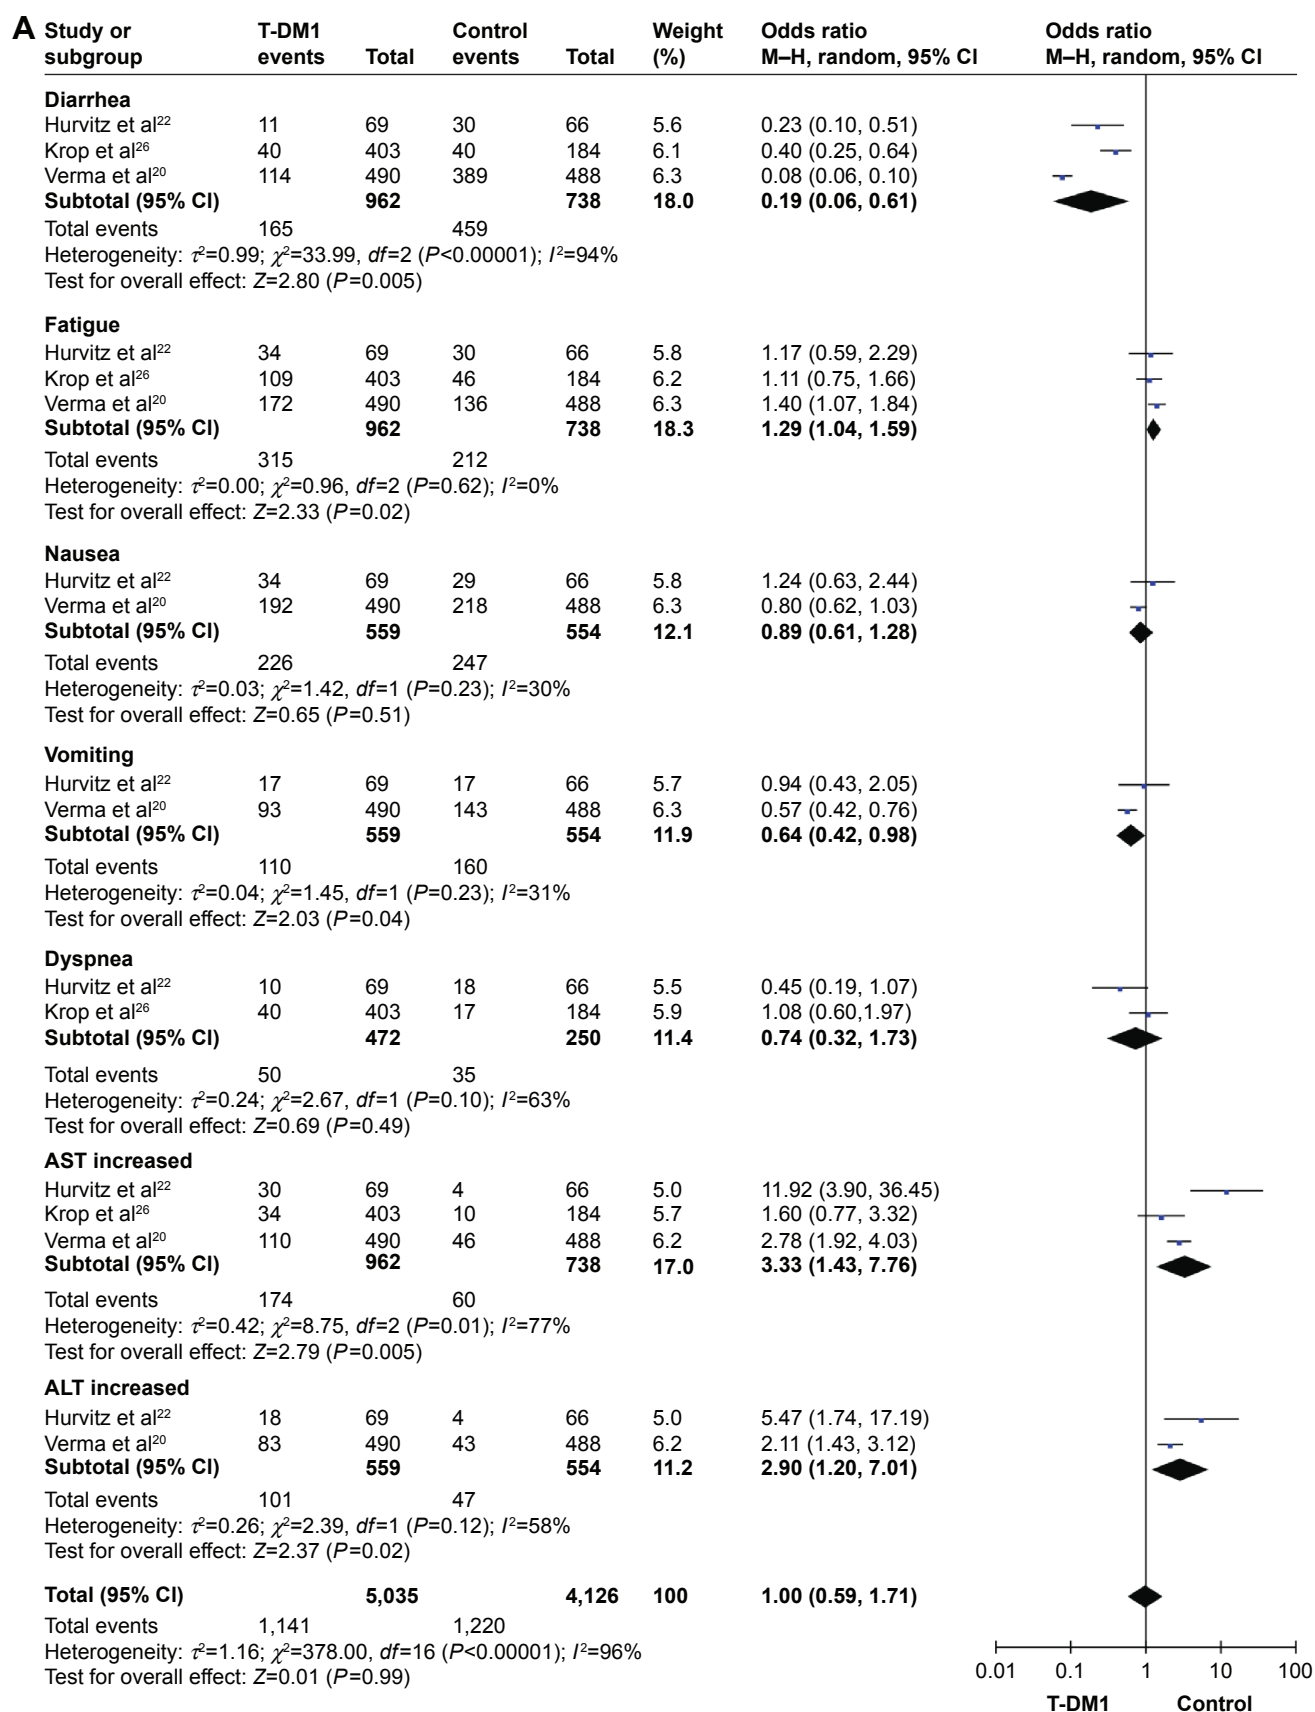 A Study or subgroup T-DM1 events Total Control events Total Weight (%) Odds ratio M–H, random, 95% CI Odds ratio M–H, random, 95% CI
Diarrhea
Hurvitz et al22 11 69 30 66 5.6 0.23 (0.10, 0.51)
Krop et al26 40 403 40 184 6.1 0.40 (0.25, 0.64)
Verma et al20 114 490 389 488 6.3 0.08 (0.06, 0.10)
Subtotal (95% CI) 962 738 18.0 0.19 (0.06, 0.61)
Total events 165 459
Heterogeneity: τ²=0.99; χ²=33.99, df=2 (P<0.00001); I²=94%
Test for overall effect: Z=2.80 (P=0.005)
Fatigue
Hurvitz et al22 34 69 30 66 5.8 1.17 (0.59, 2.29)
Krop et al26 109 403 46 184 6.2 1.11 (0.75, 1.66)
Verma et al20 172 490 136 488 6.3 1.40 (1.07, 1.84)
Subtotal (95% CI) 962 738 18.3 1.29 (1.04, 1.59)
Total events 315 212
Heterogeneity: τ²=0.00; χ²=0.96, df=2 (P=0.62); I²=0%
Test for overall effect: Z=2.33 (P=0.02)
Nausea
Hurvitz et al22 34 69 29 66 5.8 1.24 (0.63, 2.44)
Verma et al20 192 490 218 488 6.3 0.80 (0.62, 1.03)
Subtotal (95% CI) 559 554 12.1 0.89 (0.61, 1.28)
Total events 226 247
Heterogeneity: τ²=0.03; χ²=1.42, df=1 (P=0.23); I²=30%
Test for overall effect: Z=0.65 (P=0.51)
Vomiting
Hurvitz et al22 17 69 17 66 5.7 0.94 (0.43, 2.05)
Verma et al20 93 490 143 488 6.3 0.57 (0.42, 0.76)
Subtotal (95% CI) 559 554 11.9 0.64 (0.42, 0.98)
Total events 110 160
Heterogeneity: τ²=0.04; χ²=1.45, df=1 (P=0.23); I²=31%
Test for overall effect: Z=2.03 (P=0.04)
Dyspnea
Hurvitz et al22 10 69 18 66 5.5 0.45 (0.19, 1.07)
Krop et al26 40 403 17 184 5.9 1.08 (0.60,1.97)
Subtotal (95% CI) 472 250 11.4 0.74 (0.32, 1.73)
Total events 50 35
Heterogeneity: τ²=0.24; χ²=2.67, df=1 (P=0.10); I²=63%
Test for overall effect: Z=0.69 (P=0.49)
AST increased
Hurvitz et al22 30 69 4 66 5.0 11.92 (3.90, 36.45)
Krop et al26 34 403 10 184 5.7 1.60 (0.77, 3.32)
Verma et al20 110 490 46 488 6.2 2.78 (1.92, 4.03)
Subtotal (95% CI) 962 738 17.0 3.33 (1.43, 7.76)
Total events 174 60
Heterogeneity: τ²=0.42; χ²=8.75, df=2 (P=0.01); I²=77%
Test for overall effect: Z=2.79 (P=0.005)
ALT increased
Hurvitz et al22 18 69 4 66 5.0 5.47 (1.74, 17.19)
Verma et al20 83 490 43 488 6.2 2.11 (1.43, 3.12)
Subtotal (95% CI) 559 554 11.2 2.90 (1.20, 7.01)
Total events 101 47
Heterogeneity: τ²=0.26; χ²=2.39, df=1 (P=0.12); I²=58%
Test for overall effect: Z=2.37 (P=0.02)
Total (95% CI) 5,035 4,126 100 1.00 (0.59, 1.71)
Total events 1,141 1,220
Heterogeneity: τ²=1.16; χ²=378.00, df=16 (P<0.00001); I²=96%
Test for overall effect: Z=0.01 (P=0.99)
0.01 0.1 1 10 100
T-DM1 Control